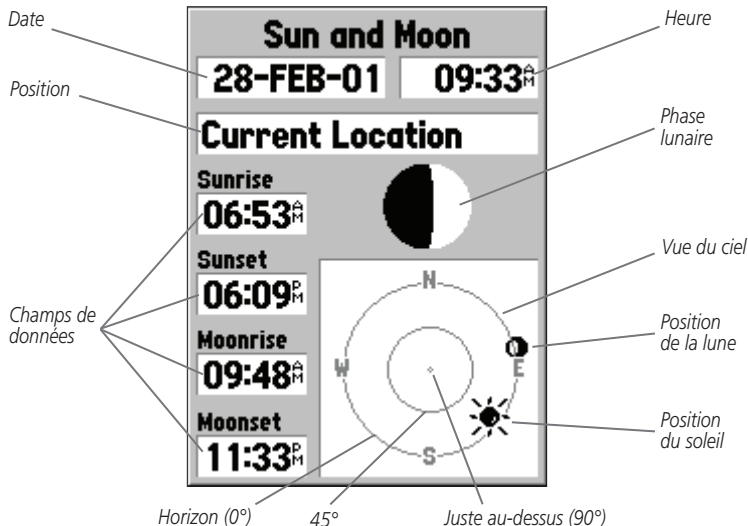 Date
Heure
Sun and Moon
28-FEB-01
09:33AM
Position
Current Location
Phase
lunaire
Sunrise
06:53AM
Sunset
06:09PM
Vue du ciel
N
Champs de
données
Moonrise
09:48AM
W
E
Position
de la lune
Moonset
11:33PM
S
Position
du soleil
Horizon (0°)
45°
Juste au-dessus (90°)